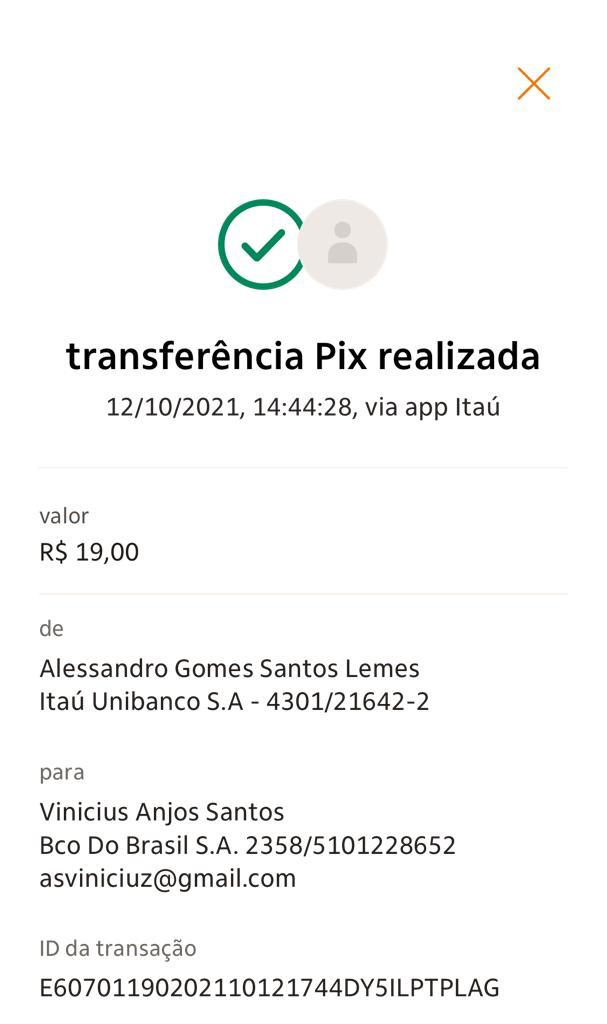 transferência Pix realizada
12/10/2021, 14:44:28, via app Itaú
valor
R$ 19,00
de
Alessandro Gomes Santos Lemes
Itaú Unibanco S.A - 4301/21642-2
para
Vinicius Anjos Santos
Bco Do Brasil S.A. 2358/5101228652
asviniciuz@gmail.com
ID da transação
E60701190202110121744DY5ILPTPLAG